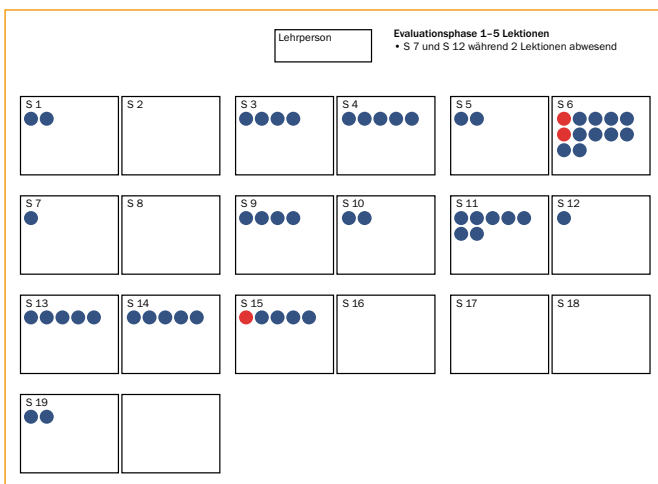 Lehrperson
Evaluationsphase 1–5 Lektionen
• S 7 und S 12 während 2 Lektionen abwesend
S 1
S 2
S 3
S 4
S 5
S 6
S 7
S 8
S 9
S 10
S 11
S 12
S 13
S 14
S 15
S 16
S 17
S 18
S 19